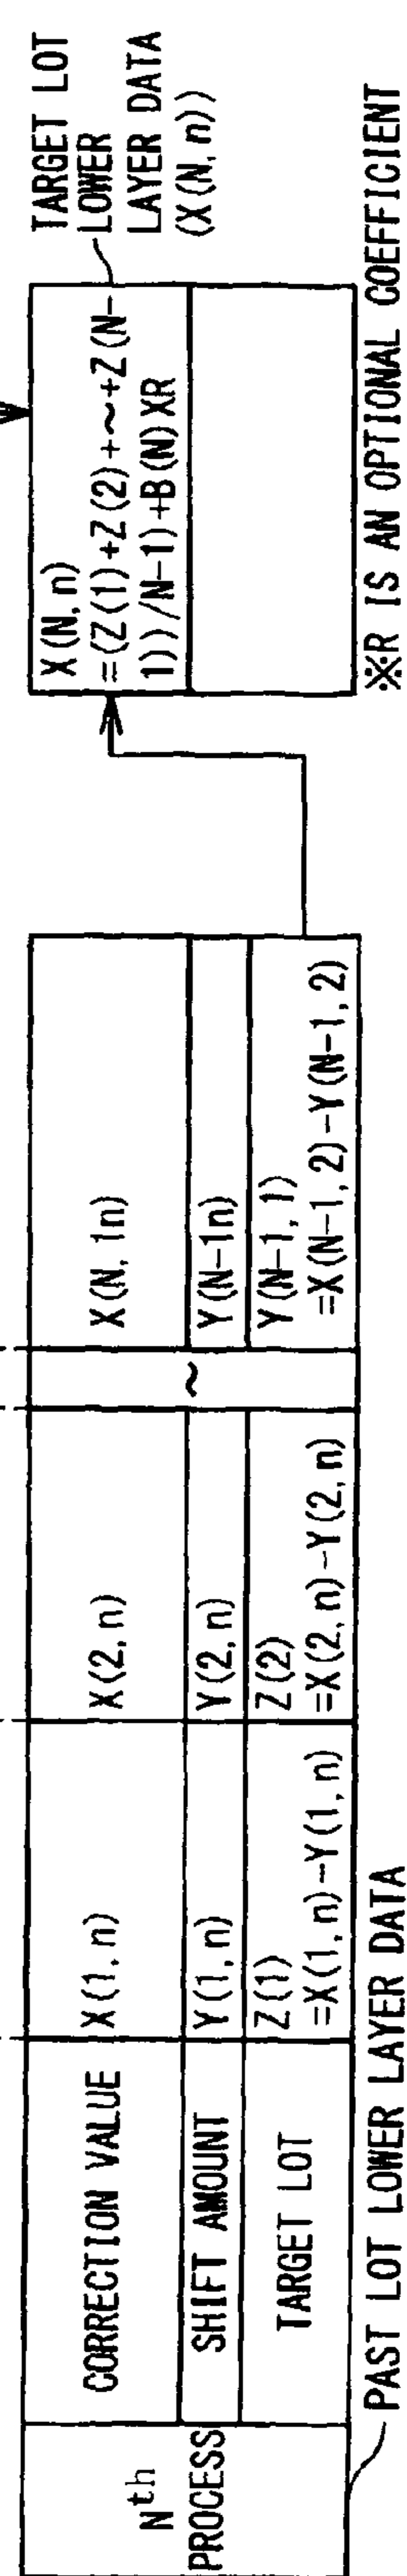 Nth
PROCESS
CORRECTION VALUE
X(1, n)
X(2, n)
X(N, 1n)
SHIFT AMOUNT
Y(1, n)
Y(2, n)
~
Y(N-1n)
TARGET LOT
Z(1)
=X(1, n)-Y(1, n)
Z(2)
=X(2, n)-Y(2, n)
Y(N-1, 1)
=X(N-1, 2)-Y(N-1, 2)
PAST LOT LOWER LAYER DATA
X(N, n)
=(Z(1)+Z(2)+~+Z(N-
1))/N-1)+B(N)XR
TARGET LOT
LOWER
LAYER DATA
(X(N, n))
※R IS AN OPTIONAL COEFFICIENT